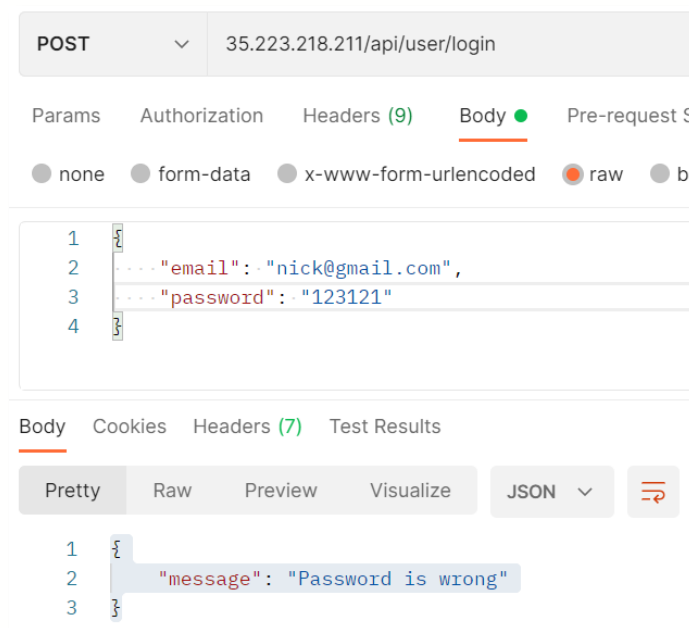 POST 35.223.218.211/api/user/login
Params Authorization Headers (9) Body Pre-request S
none form-data x-www-form-urlencoded raw b
1 {
2 "email": "nick@gmail.com",
3 "password": "123121"
4 }
Body Cookies Headers (7) Test Results
Pretty Raw Preview Visualize JSON
1 {
2 "message": "Password is wrong"
3 }